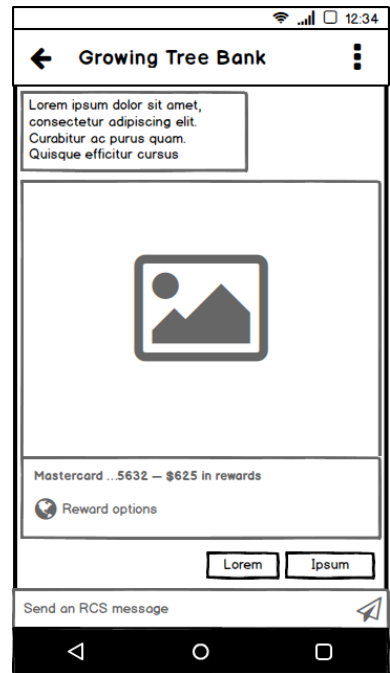 12:34
Growing Tree Bank
Lorem ipsum dolor sit amet,
consectetur adipiscing elit.
Curabitur ac purus quam.
Quisque efficitur cursus
Mastercard ...5632 — $625 in rewards
Reward options
Lorem
Ipsum
Send an RCS message